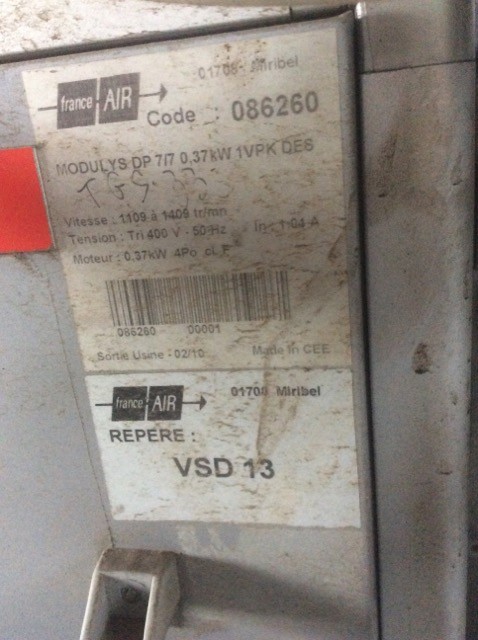 01708 Miribel
france AIR
Code : 086260
MODULYS DP 7/7 0,37kW 1VPK DES
Vitesse : 1109 à 1409 tr/mn
Tension : Tri 400 V - 50 Hz In : 1.04 A
Moteur : 0,37kW 4Po cl.F
086260 00001
Sortie Usine - 02/10 Made in CEE
france AIR
01708 Miribel
REPERE :
VSD 13